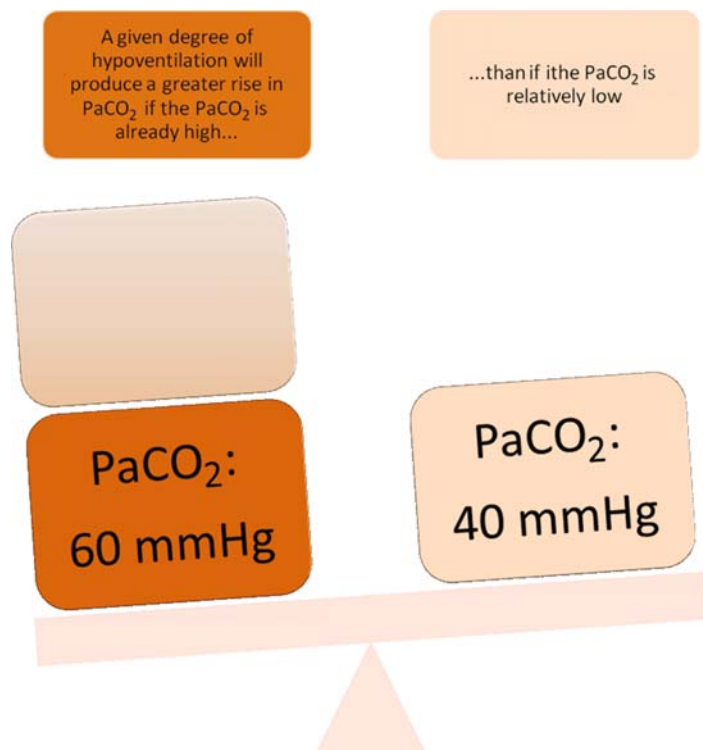 A given degree of
hypoventilation will
produce a greater rise in
PaCO₂ if the PaCO₂ is
already high...
...than if ithe PaCO₂ is
relatively low
PaCO₂:
60 mmHg
PaCO₂:
40 mmHg